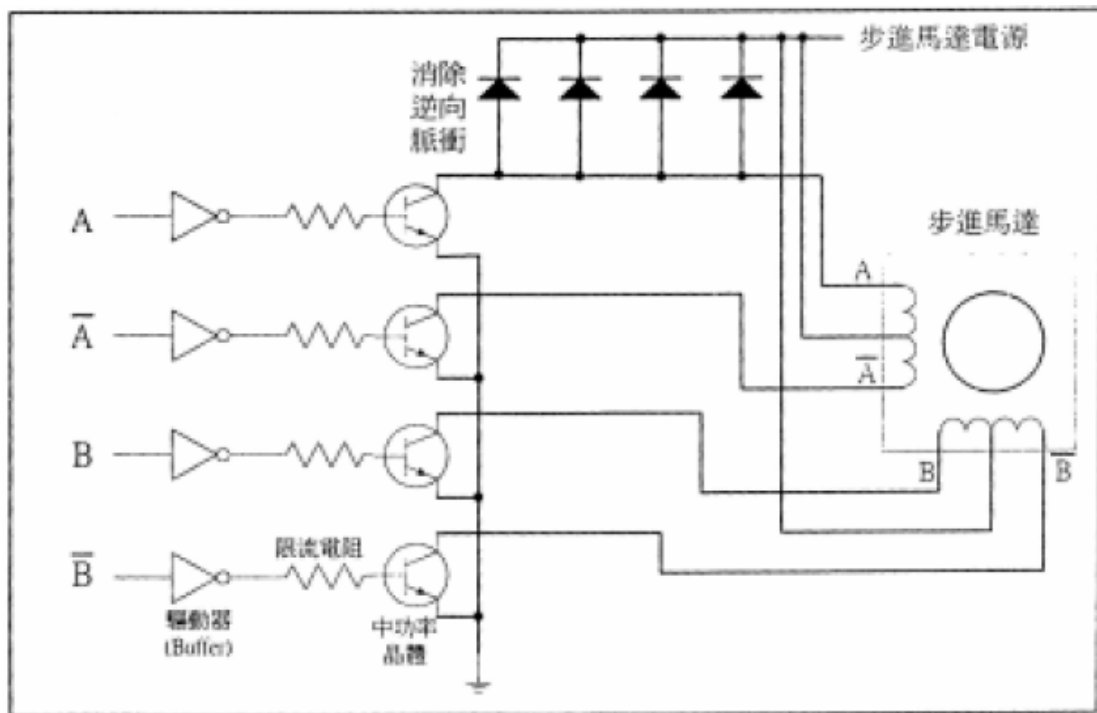 步進馬達電源
消除
逆向
脈衝
A
步進馬達
A
A̅
A̅
B
B
B̅
限流電阻
B̅
驅動器
(Buffer)
中功率
晶體